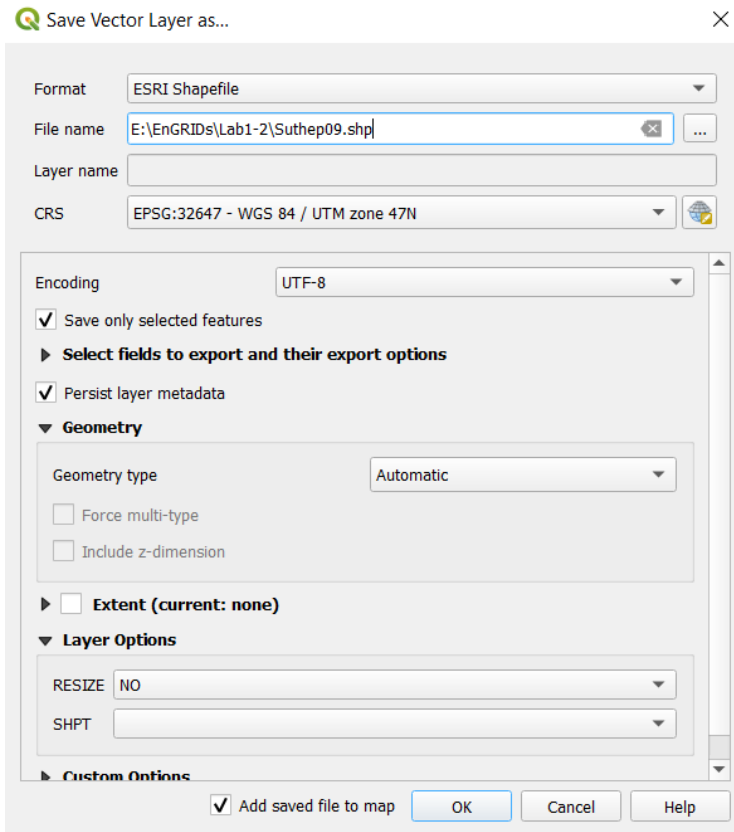 Save Vector Layer as...
Format ESRI Shapefile
File name E:\EnGRIDs\Lab1-2\Suthep09.shp ...
Layer name
CRS EPSG:32647 - WGS 84 / UTM zone 47N
Encoding UTF-8
Save only selected features
Select fields to export and their export options
Persist layer metadata
Geometry
Geometry type Automatic
Force multi-type
Include z-dimension
Extent (current: none)
Layer Options
RESIZE NO
SHPT
Custom Options
Add saved file to map OK Cancel Help